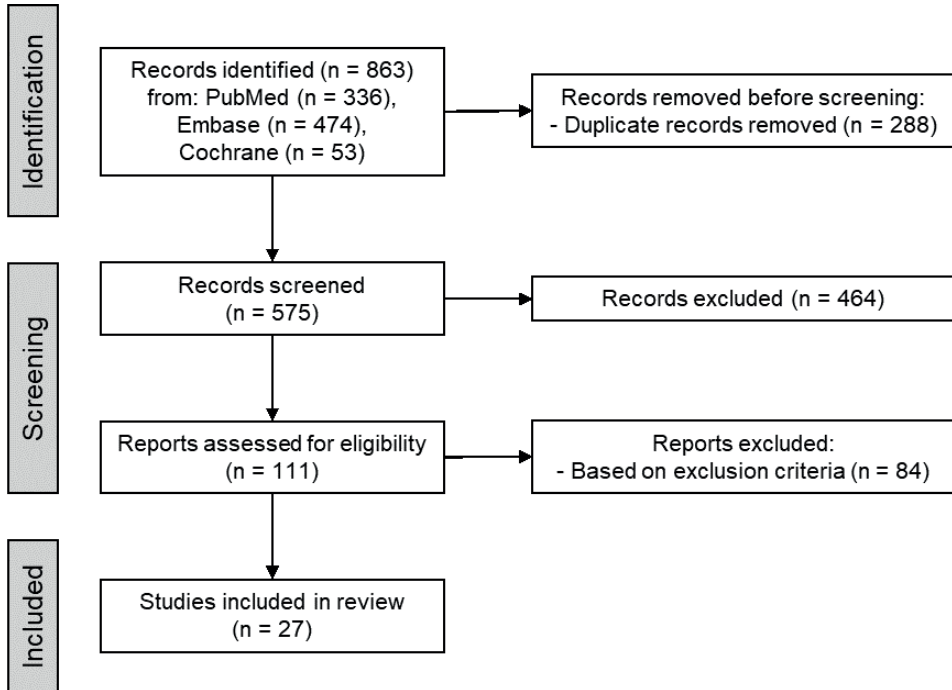 Identification
Records identified (n = 863)
from: PubMed (n = 336),
Embase (n = 474),
Cochrane (n = 53)
Records removed before screening:
- Duplicate records removed (n = 288)
Screening
Records screened
(n = 575)
Records excluded (n = 464)
Reports assessed for eligibility
(n = 111)
Reports excluded:
- Based on exclusion criteria (n = 84)
Included
Studies included in review
(n = 27)